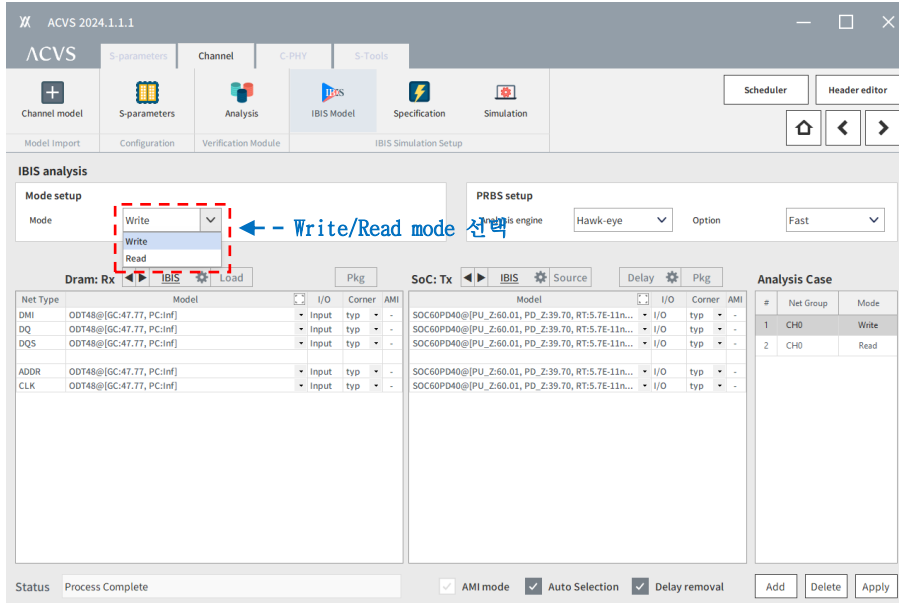 ACVS 2024.1.1.1
ACVS S-parameters Channel C-PHY S-Tools
Channel model S-parameters Analysis IBIS IBIS Model Specification Simulation
Scheduler Header editor
Model Import Configuration Verification Module IBIS Simulation Setup
IBIS analysis
Mode setup
Mode Write
Write
Read
Write/Read mode 선택
PRBS setup
Analysis engine Hawk-eye Option Fast
Dram: Rx IBIS Load Pkg
Net Type Model I/O Corner AMI
DMI ODT48@[GC:47.77, PC:Inf] Input typ -
DQ ODT48@[GC:47.77, PC:Inf] Input typ -
DQS ODT48@[GC:47.77, PC:Inf] Input typ -
ADDR ODT48@[GC:47.77, PC:Inf] Input typ -
CLK ODT48@[GC:47.77, PC:Inf] Input typ -
SoC: Tx IBIS Source Delay Pkg
Model I/O Corner AMI
SOC60PD40@[PU_Z:60.01, PD_Z:39.70, RT:5.7E-11n... I/O typ -
SOC60PD40@[PU_Z:60.01, PD_Z:39.70, RT:5.7E-11n... I/O typ -
SOC60PD40@[PU_Z:60.01, PD_Z:39.70, RT:5.7E-11n... I/O typ -
SOC60PD40@[PU_Z:60.01, PD_Z:39.70, RT:5.7E-11n... I/O typ -
SOC60PD40@[PU_Z:60.01, PD_Z:39.70, RT:5.7E-11n... I/O typ -
Analysis Case
# Net Group Mode
1 CH0 Write
2 CH0 Read
Status Process Complete
AMI mode Auto Selection Delay removal
Add Delete Apply